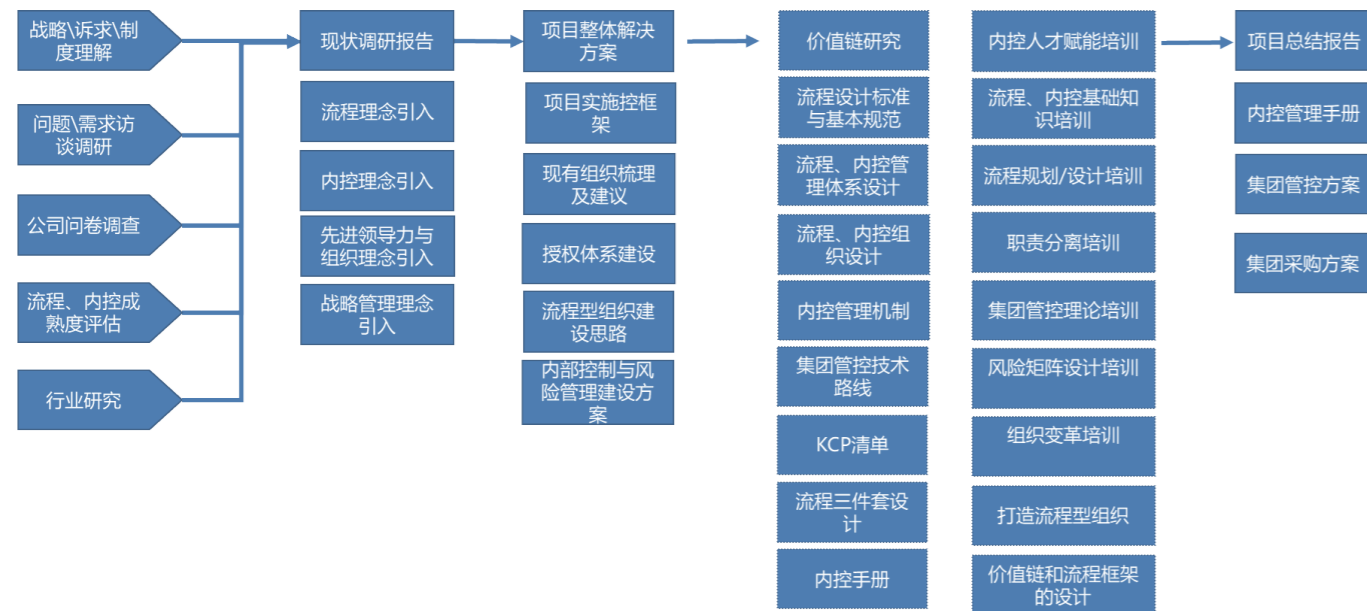 战略\诉求\制
度理解
问题\需求访
谈调研
公司问卷调查
流程、内控成
熟度评估
行业研究
现状调研报告
流程理念引入
内控理念引入
先进领导力与
组织理念引入
战略管理理念
引入
项目整体解决
方案
项目实施控框
架
现有组织梳理
及建议
授权体系建设
流程型组织建
设思路
内部控制与风
险管理建设方
案
价值链研究
流程设计标准
与基本规范
流程、内控管
理体系设计
流程、内控组
织设计
内控管理机制
集团管控技术
路线
KCP清单
流程三件套设
计
内控手册
内控人才赋能培训
流程、内控基础知
识培训
流程规划/设计培训
职责分离培训
集团管控理论培训
风险矩阵设计培训
组织变革培训
打造流程型组织
价值链和流程框架
的设计
项目总结报告
内控管理手册
集团管控方案
集团采购方案